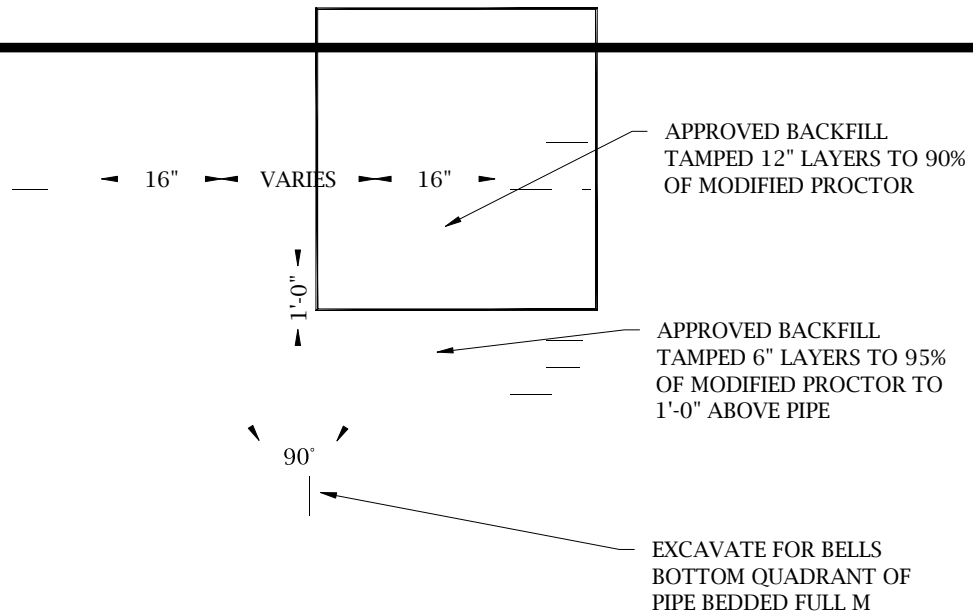 APPROVED BACKFILL
TAMPED 12" LAYERS TO 90%
OF MODIFIED PROCTOR
16" VARIES 16"
1'-0"
APPROVED BACKFILL
TAMPED 6" LAYERS TO 95%
OF MODIFIED PROCTOR TO
1'-0" ABOVE PIPE
90°
EXCAVATE FOR BELLS
BOTTOM QUADRANT OF
PIPE BEDDED FULL M